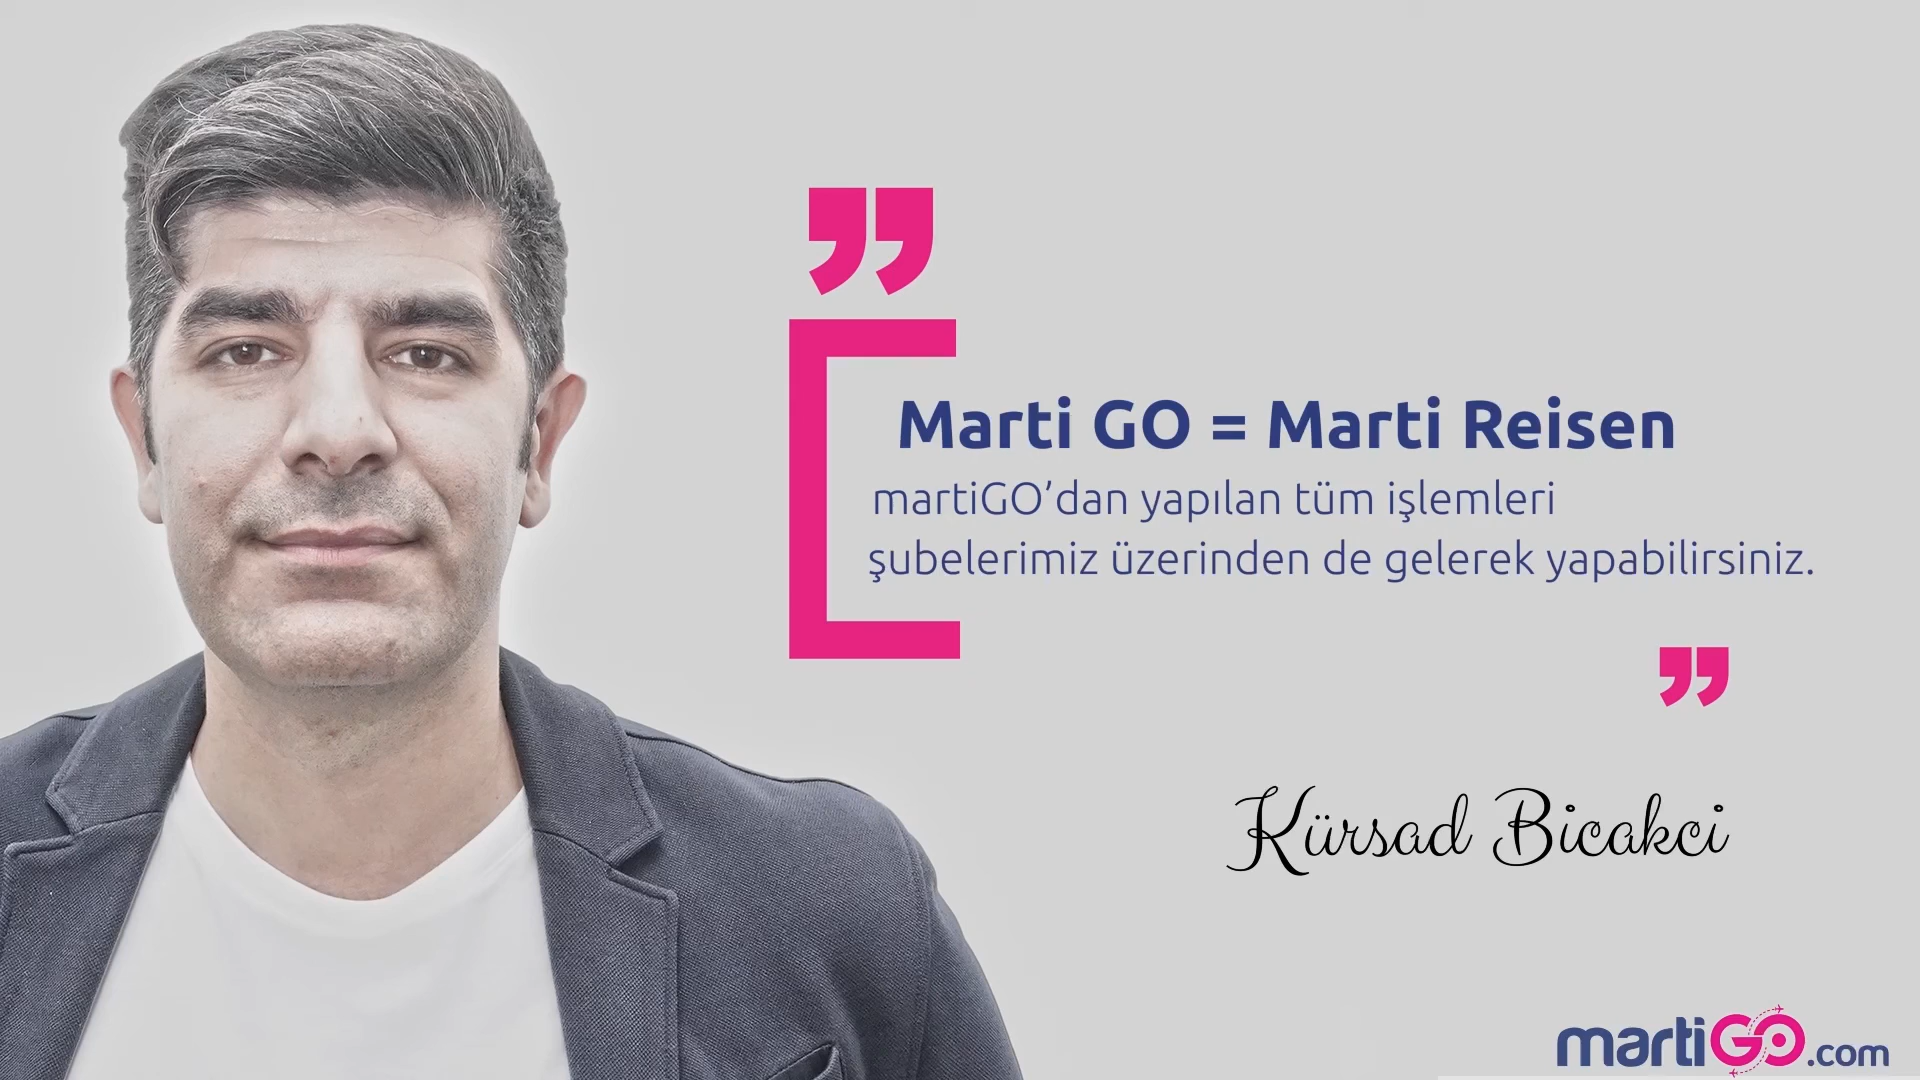 Marti GO = Marti Reisen
martiGO’dan yapılan tüm işlemleri
şubelerimiz üzerinden de gelerek yapabilirsiniz.
”
Kürsad Bicakci
martiGO.com